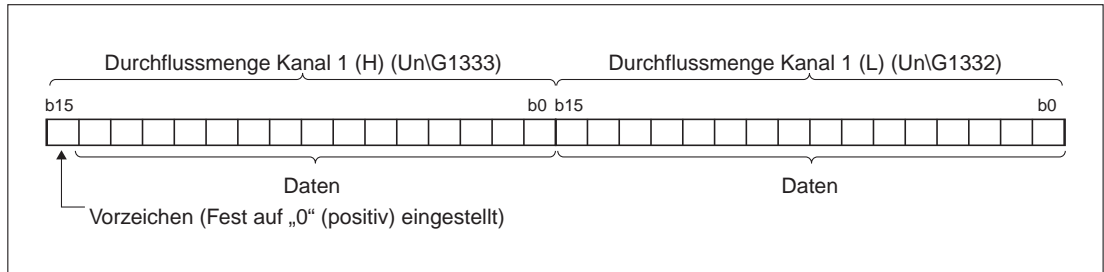 Durchflussmenge Kanal 1 (H) (Un\G1333) Durchflussmenge Kanal 1 (L) (Un\G1332)
b15 b0 b15 b0
Daten Daten
Vorzeichen (Fest auf „0“ (positiv) eingestellt)